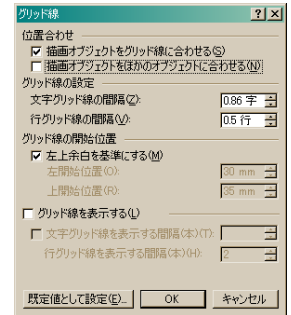 グリッド線
位置合わせ
描画オブジェクトをグリッド線に合わせる(S)
描画オブジェクトをほかのオブジェクトに合わせる(N)
グリッド線の設定
文字グリッド線の間隔(Z): 0.86 字
行グリッド線の間隔(V): 0.5 行
グリッド線の開始位置
左上余白を基準にする(M)
左開始位置(O): 30 mm
上開始位置(R): 35 mm
グリッド線を表示する(L)
文字グリッド線を表示する間隔(本)(T):
行グリッド線を表示する間隔(本)(H): 2
既定値として設定(E)... OK キャンセル